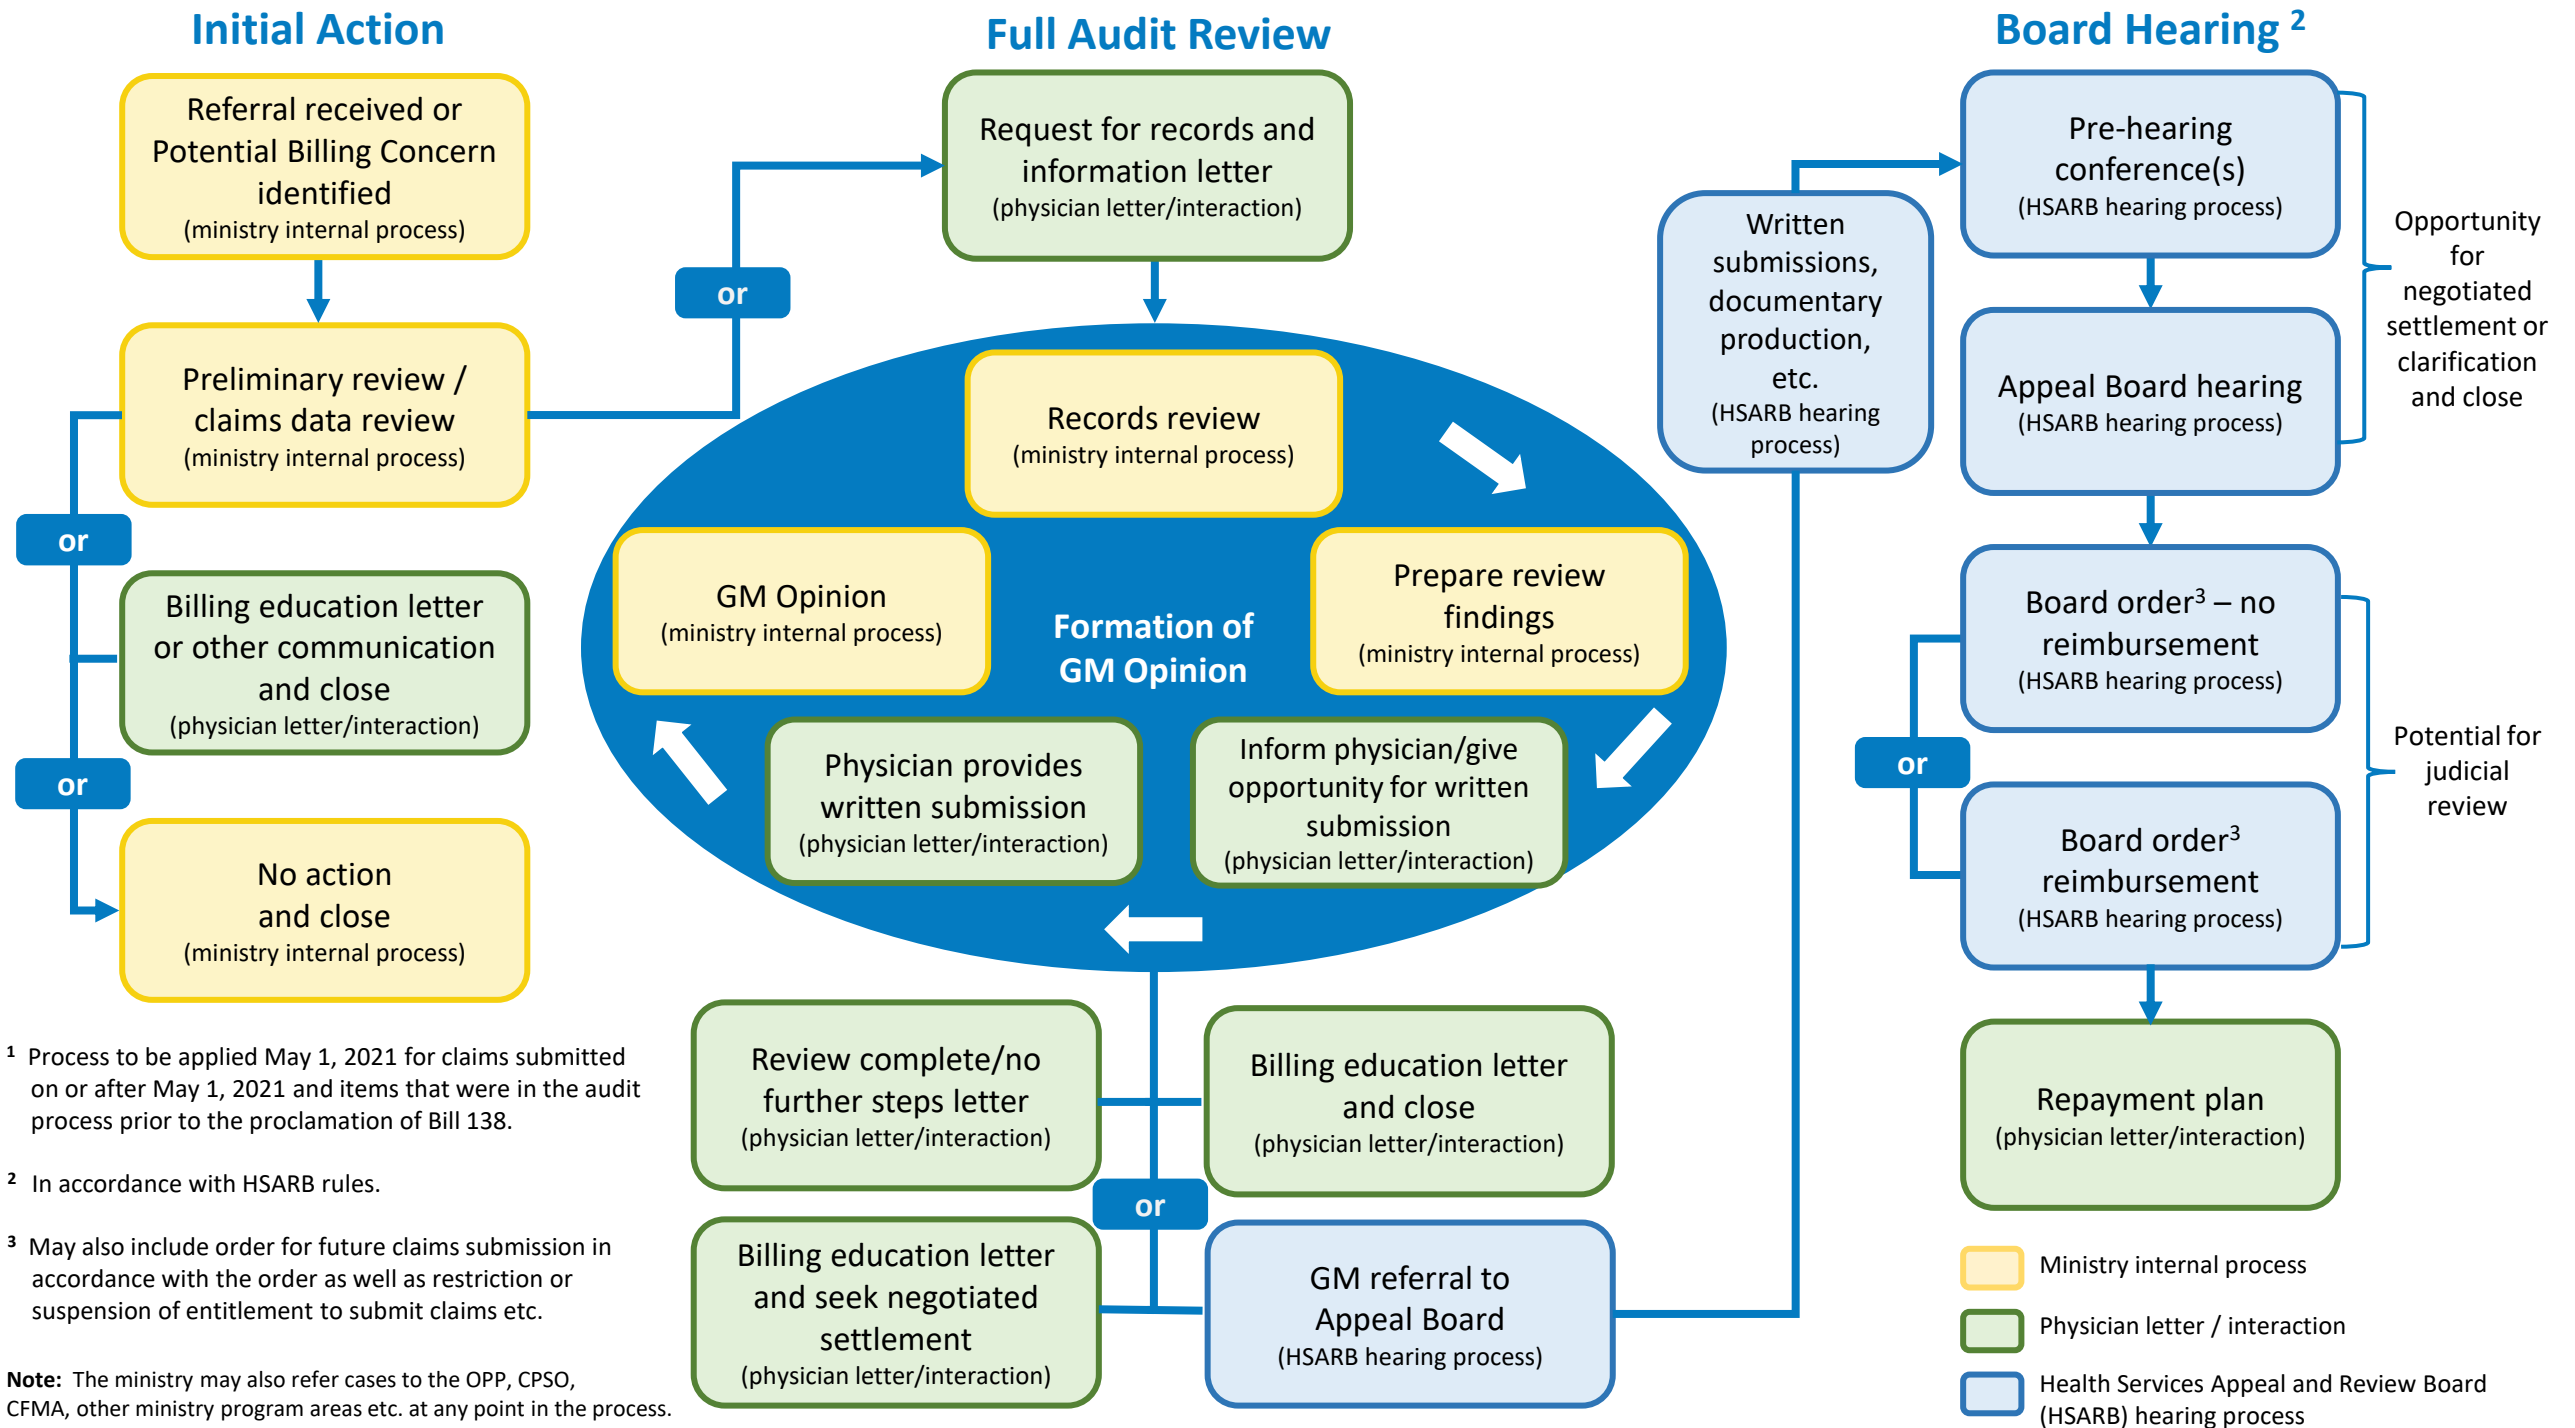 Initial Action
Referral received or
Potential Billing Concern
identified
(ministry internal process)
Preliminary review /
claims data review
(ministry internal process)
or
Billing education letter
or other communication
and close
(physician letter/interaction)
or
No action
and close
(ministry internal process)
or
Full Audit Review
Request for records and
information letter
(physician letter/interaction)
Records review
(ministry internal process)
Prepare review
findings
(ministry internal process)
Inform physician/give
opportunity for written
submission
(physician letter/interaction)
Physician provides
written submission
(physician letter/interaction)
GM Opinion
(ministry internal process)
Formation of
GM Opinion
Review complete/no
further steps letter
(physician letter/interaction)
Billing education letter
and close
(physician letter/interaction)
or
Billing education letter
and seek negotiated
settlement
(physician letter/interaction)
GM referral to
Appeal Board
(HSARB hearing process)
Written
submissions,
documentary
production,
etc.
(HSARB hearing
process)
Board Hearing ²
Pre-hearing
conference(s)
(HSARB hearing process)
Appeal Board hearing
(HSARB hearing process)
Opportunity
for
negotiated
settlement or
clarification
and close
Board order³ – no
reimbursement
(HSARB hearing process)
or
Board order³
reimbursement
(HSARB hearing process)
Potential for
judicial
review
Repayment plan
(physician letter/interaction)
Ministry internal process
Physician letter / interaction
Health Services Appeal and Review Board
(HSARB) hearing process
¹ Process to be applied May 1, 2021 for claims submitted
on or after May 1, 2021 and items that were in the audit
process prior to the proclamation of Bill 138.
² In accordance with HSARB rules.
³ May also include order for future claims submission in
accordance with the order as well as restriction or
suspension of entitlement to submit claims etc.
Note: The ministry may also refer cases to the OPP, CPSO,
CFMA, other ministry program areas etc. at any point in the process.